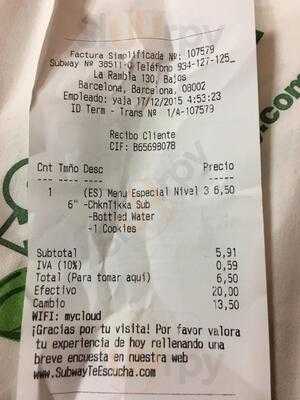 Factura Simplificada Nº: 107579
Subway Nº 38511-0 Teléfono 934-127-125
La Rambla 130, Bajos
Barcelona, Barcelona, 08002
Empleado: yaja 17/12/2015 4:53:23
ID Term - Trans Nº 1/A-107579
Recibo Cliente
CIF: B65698078
Cnt Tmño Desc Precio
1 (ES) Menu Especial Nivel 3 6,50
6" -ChknTikka Sub
-Bottled Water
-1 Cookies
Subtotal 5,91
IVA (10%) 0,59
Total (Para tomar aqui) 6,50
Efectivo 20,00
Cambio 13,50
WIFI: mycloud
¡Gracias por tu visita! Por favor valora
tu experiencia de hoy rellenando una
breve encuesta en nuestra web
www.SubwayTeEscucha.com